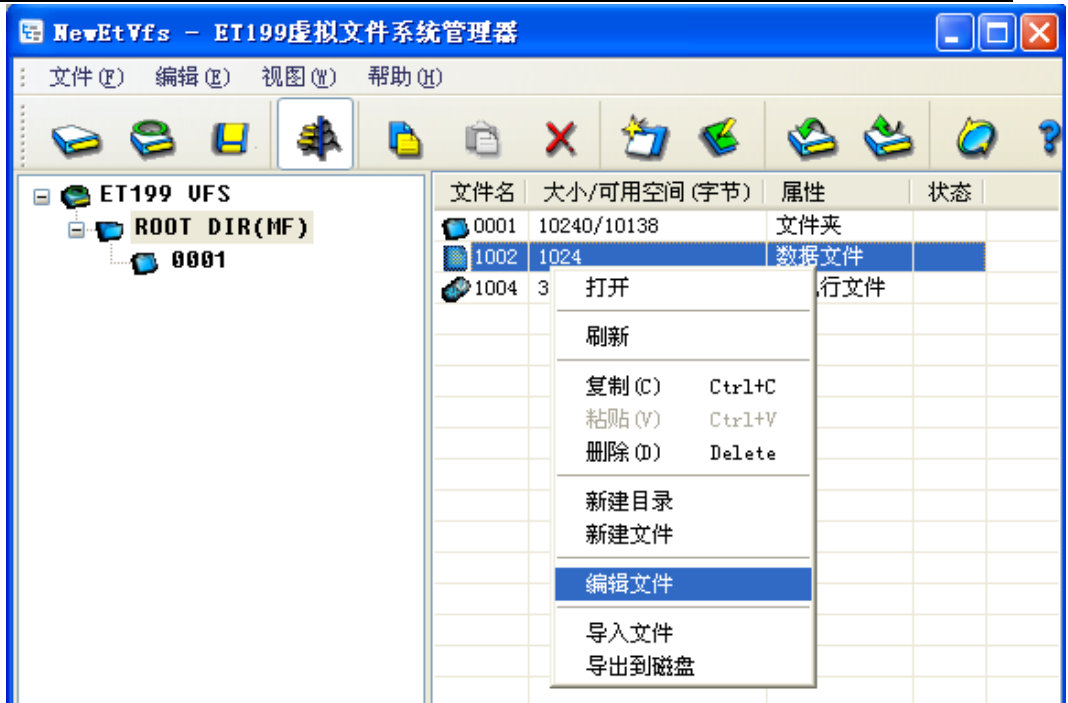 NewEtVfs - ET199虚拟文件系统管理器
文件(F) 编辑(E) 视图(W) 帮助(H)
ET199 VFS
ROOT DIR(MF)
0001
文件名 大小/可用空间(字节) 属性 状态
0001 10240/10138 文件夹
1002 1024 数据文件
1004 3 行文件
打开
刷新
复制(C) Ctrl+C
粘贴(V) Ctrl+V
删除(D) Delete
新建目录
新建文件
编辑文件
导入文件
导出到磁盘